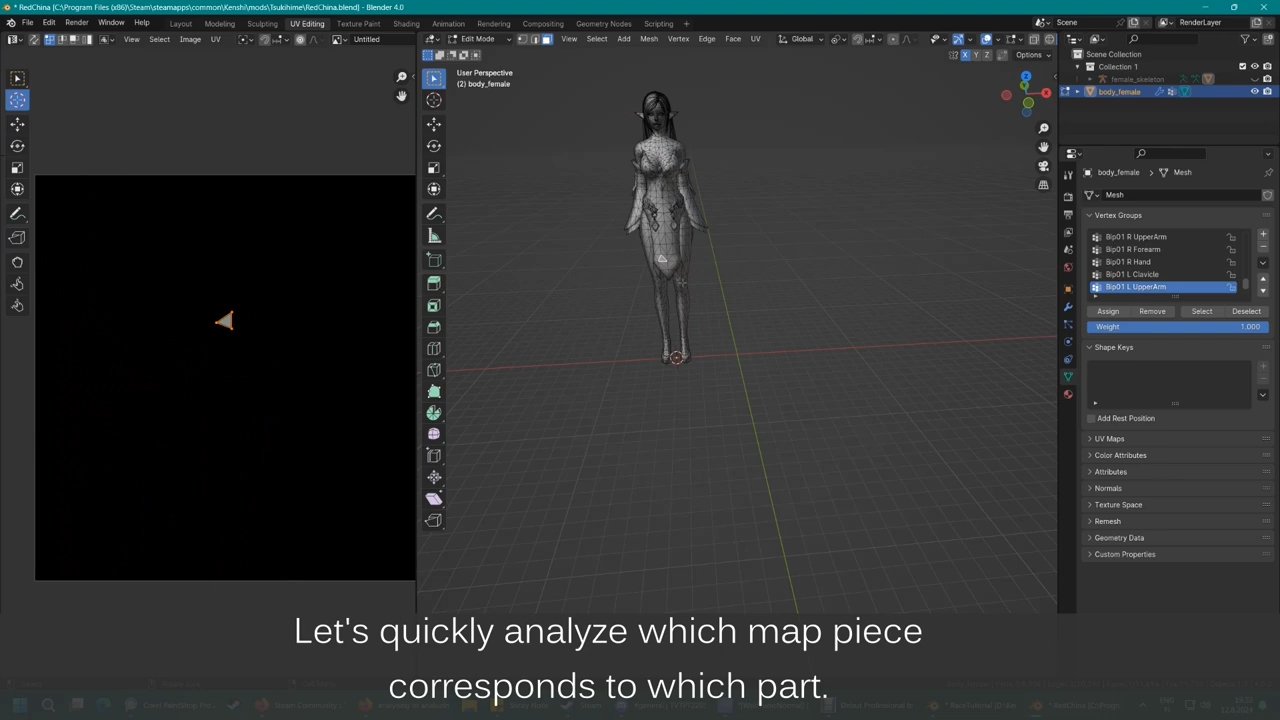 * RedChina [C:\Program Files (x86)\Steam\steamapps\common\Kenshi\mods\Tsukihime\RedChina.blend] - Blender 4.0
File Edit Render Window Help Layout Modeling Sculpting UV Editing Texture Paint Shading Animation Rendering Compositing Geometry Nodes Scripting Scene RenderLayer
View Select Image UV Untitled Edit Mode View Select Add Mesh Vertex Edge Face UV Global
X Y Z Options
Scene Collection
Collection 1
female_skeleton
body_female
User Perspective
(2) body_female
body_female Mesh
Mesh
Vertex Groups
Bip01 R UpperArm
Bip01 R Forearm
Bip01 R Hand
Bip01 L Clavicle
Bip01 L UpperArm
Assign Remove Select Deselect
Weight 1.000
Shape Keys
Add Rest Position
UV Maps
Color Attributes
Attributes
Normals
Texture Space
Remesh
Geometry Data
Custom Properties
Let's quickly analyze which map piece
corresponds to which part.